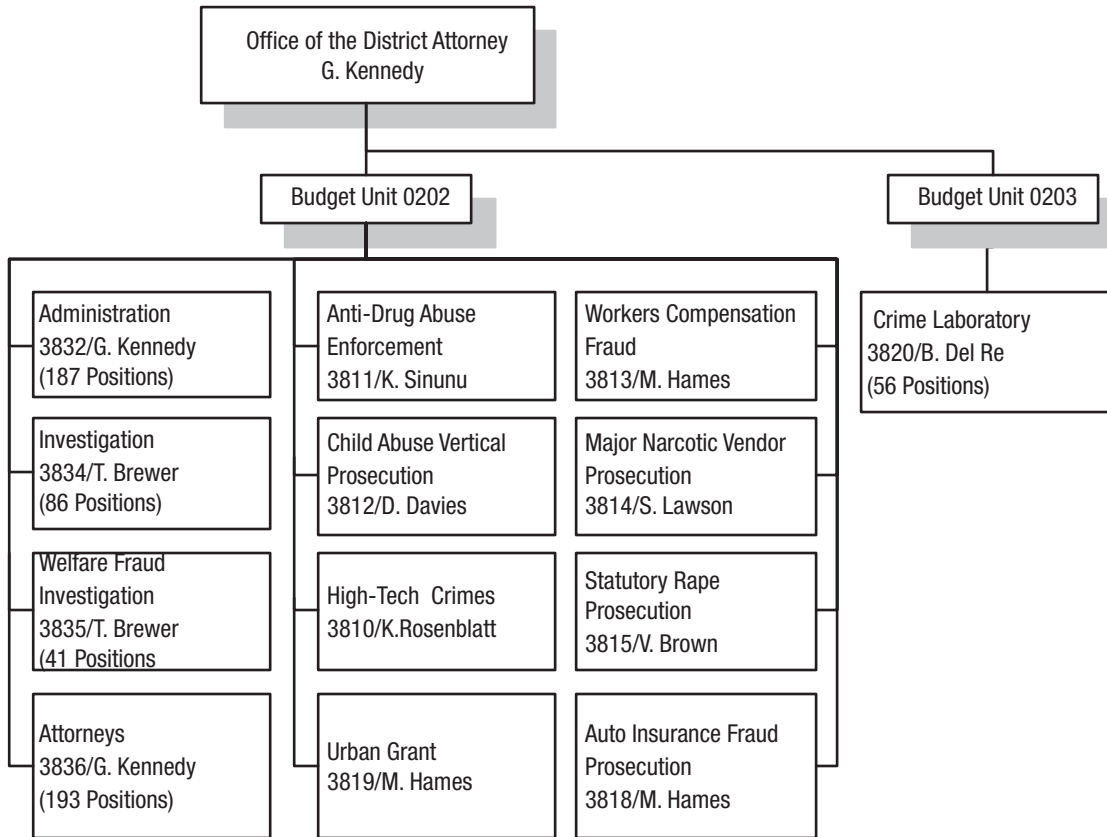 Office of the District Attorney
G. Kennedy
Budget Unit 0202
Budget Unit 0203
Administration
3832/G. Kennedy
(187 Positions)
Investigation
3834/T. Brewer
(86 Positions)
Welfare Fraud
Investigation
3835/T. Brewer
(41 Positions
Attorneys
3836/G. Kennedy
(193 Positions)
Anti-Drug Abuse
Enforcement
3811/K. Sinunu
Child Abuse Vertical
Prosecution
3812/D. Davies
High-Tech Crimes
3810/K.Rosenblatt
Urban Grant
3819/M. Hames
Workers Compensation
Fraud
3813/M. Hames
Major Narcotic Vendor
Prosecution
3814/S. Lawson
Statutory Rape
Prosecution
3815/V. Brown
Auto Insurance Fraud
Prosecution
3818/M. Hames
Crime Laboratory
3820/B. Del Re
(56 Positions)